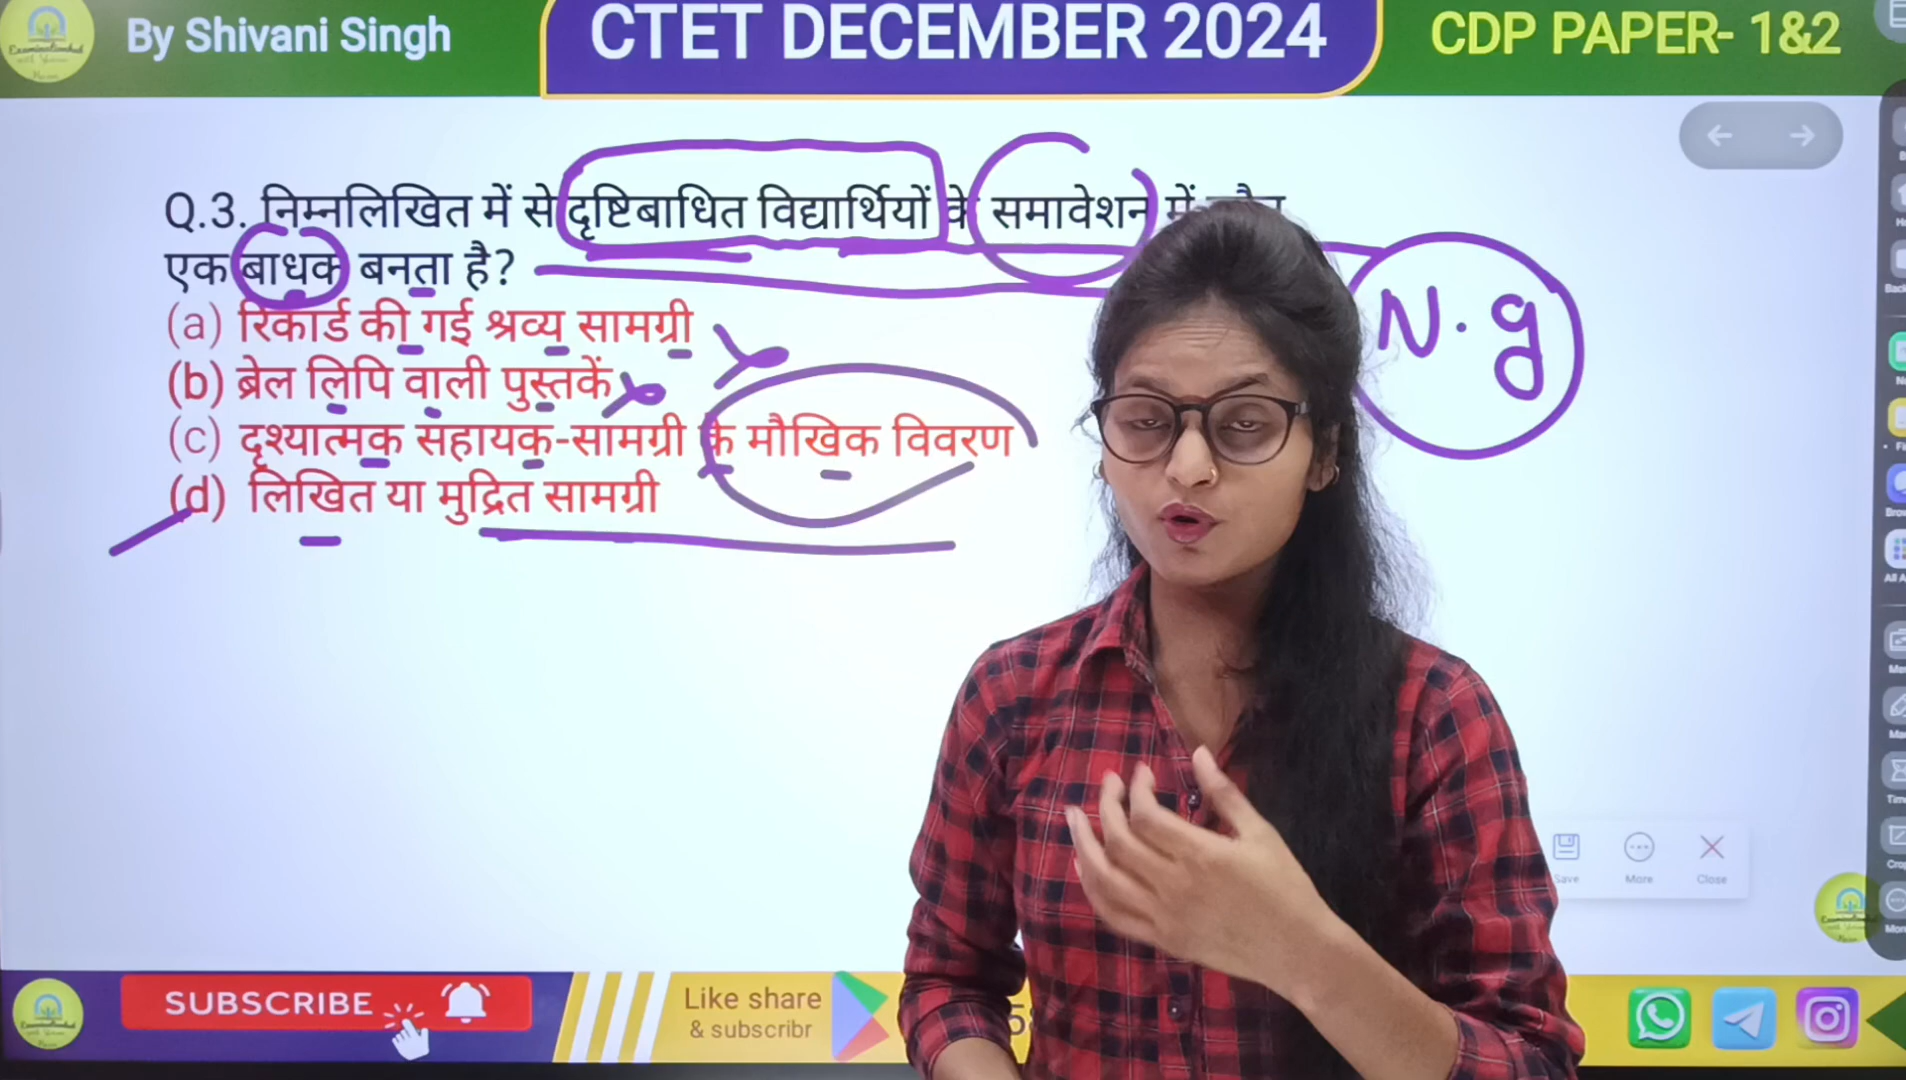 By Shivani Singh
CTET DECEMBER 2024
CDP PAPER- 1&2
Q.3. निम्नलिखित में से दृष्टिबाधित विद्यार्थियों के समावेशन में
एक बाधक बनता है?
(a) रिकार्ड की गई श्रव्य सामग्री
(b) ब्रेल लिपि वाली पुस्तकें
(c) दृश्यात्मक सहायक-सामग्री के मौखिक विवरण
(d) लिखित या मुद्रित सामग्री
N.g
Save More Close
SUBSCRIBE
Like share
& subscribr